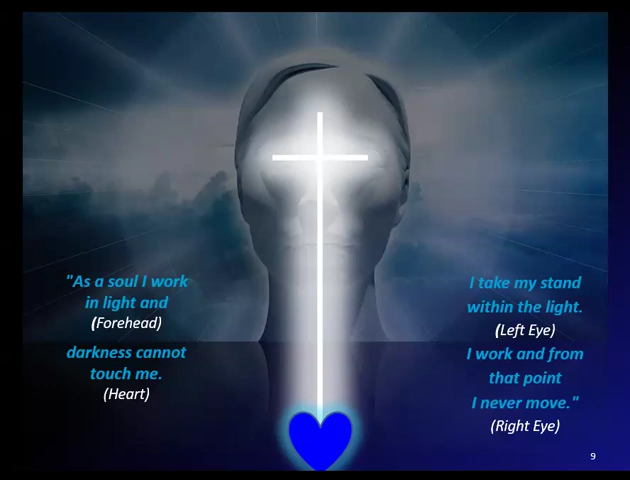 "As a soul I work
in light and
(Forehead)
darkness cannot
touch me.
(Heart)
I take my stand
within the light.
(Left Eye)
I work and from
that point
I never move."
(Right Eye)
9